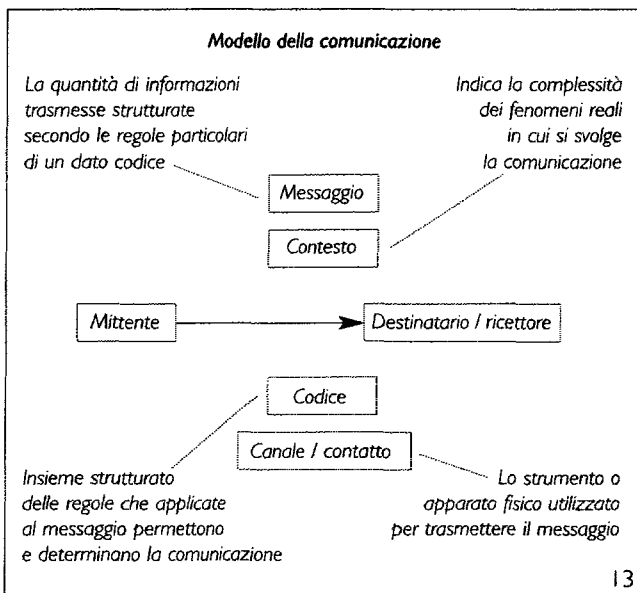 Modello della comunicazione
La quantità di informazioni
trasmesse strutturate
secondo le regole particolari
di un dato codice
Indica la complessità
dei fenomeni reali
in cui si svolge
la comunicazione
Messaggio
Contesto
Mittente
Destinatario / ricettore
Codice
Canale / contatto
Insieme strutturato
delle regole che applicate
al messaggio permettono
e determinano la comunicazione
Lo strumento o
apparato fisico utilizzato
per trasmettere il messaggio
13